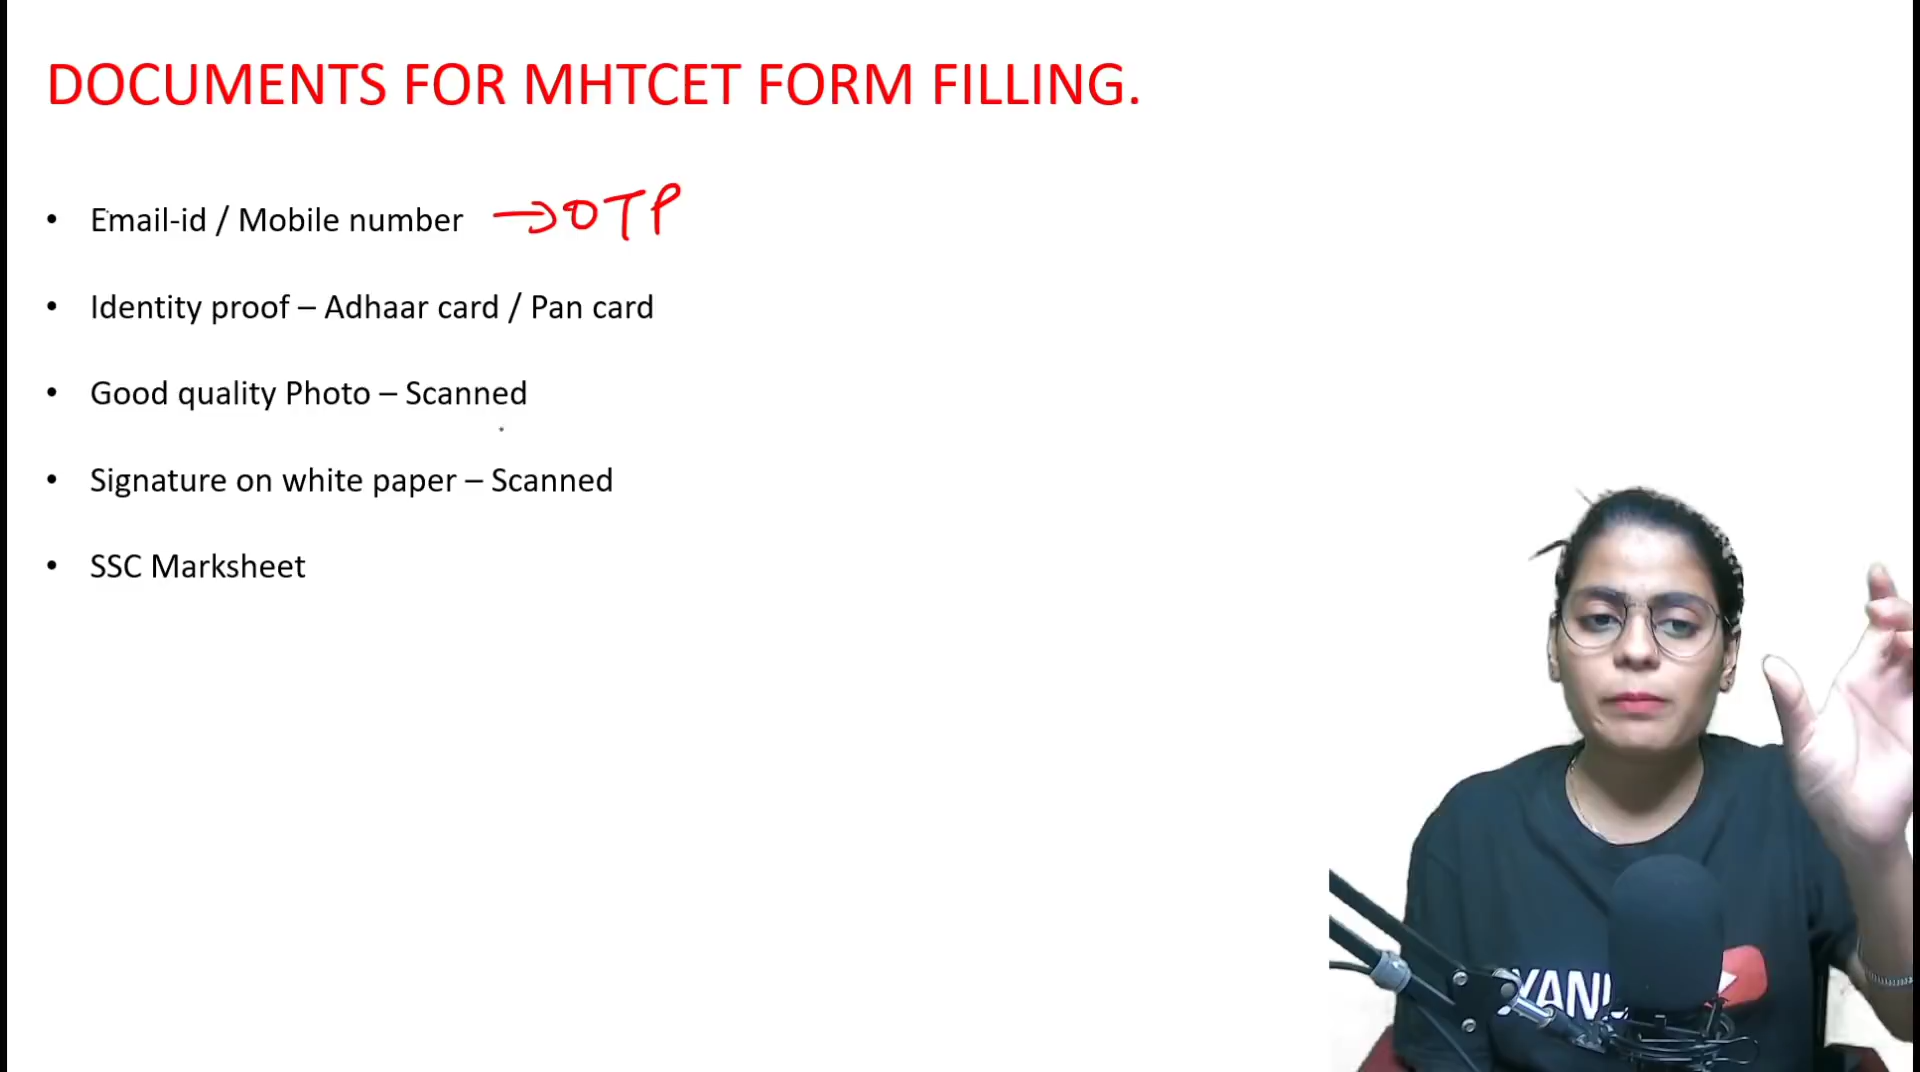 DOCUMENTS FOR MHTCET FORM FILLING.
• Email-id / Mobile number → OTP
• Identity proof – Adhaar card / Pan card
• Good quality Photo – Scanned
• Signature on white paper – Scanned
• SSC Marksheet